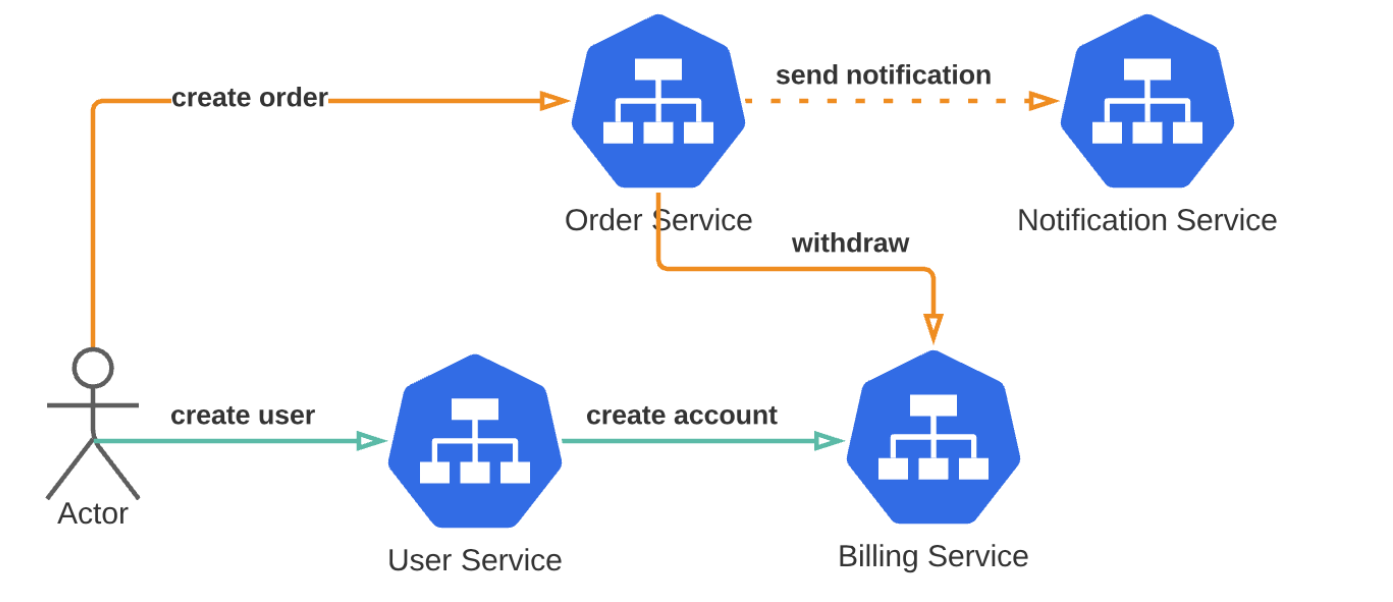 send notification
create order
Order Service
Notification Service
withdraw
create user
create account
Actor
User Service
Billing Service